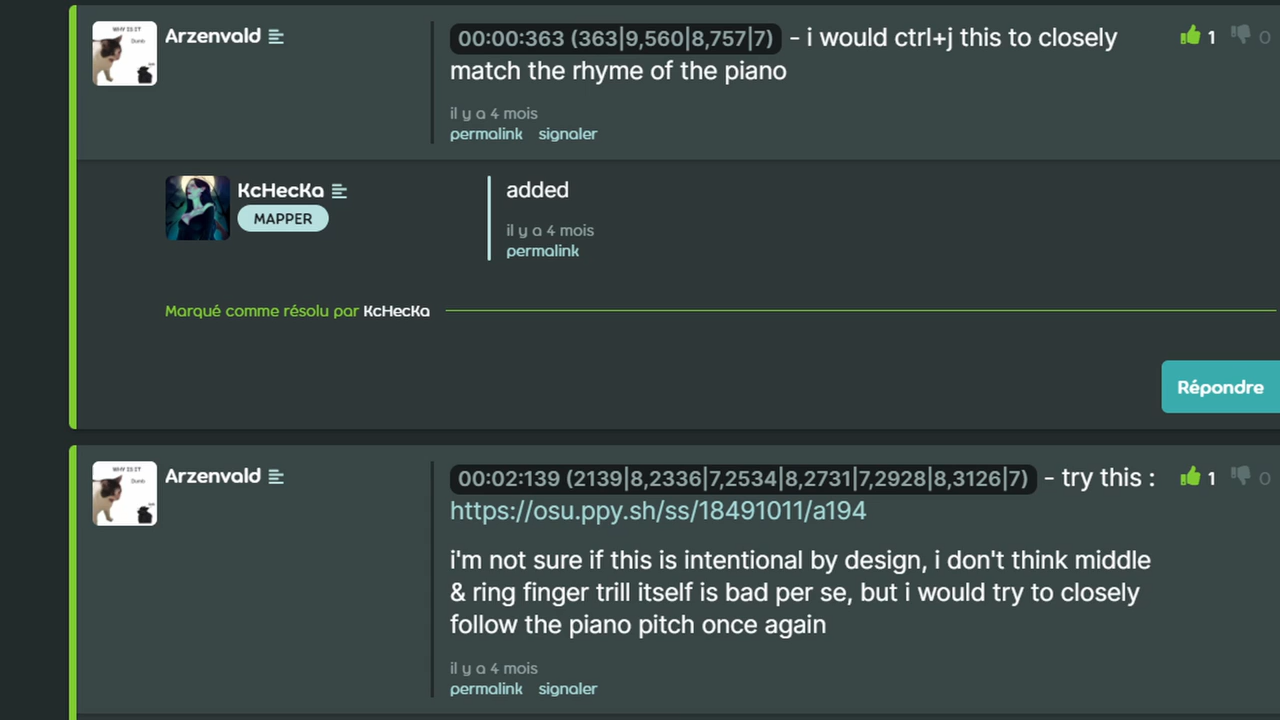 Arzenvald
00:00:363 (363|9,560|8,757|7) - i would ctrl+j this to closely
match the rhyme of the piano
1
0
il y a 4 mois
permalink signaler
KcHecKa
MAPPER
added
il y a 4 mois
permalink
Marqué comme résolu par KcHecKa
Répondre
Arzenvald
00:02:139 (2139|8,2336|7,2534|8,2731|7,2928|8,3126|7) - try this :
1
0
https://osu.ppy.sh/ss/18491011/a194
i'm not sure if this is intentional by design, i don't think middle
& ring finger trill itself is bad per se, but i would try to closely
follow the piano pitch once again
il y a 4 mois
permalink signaler